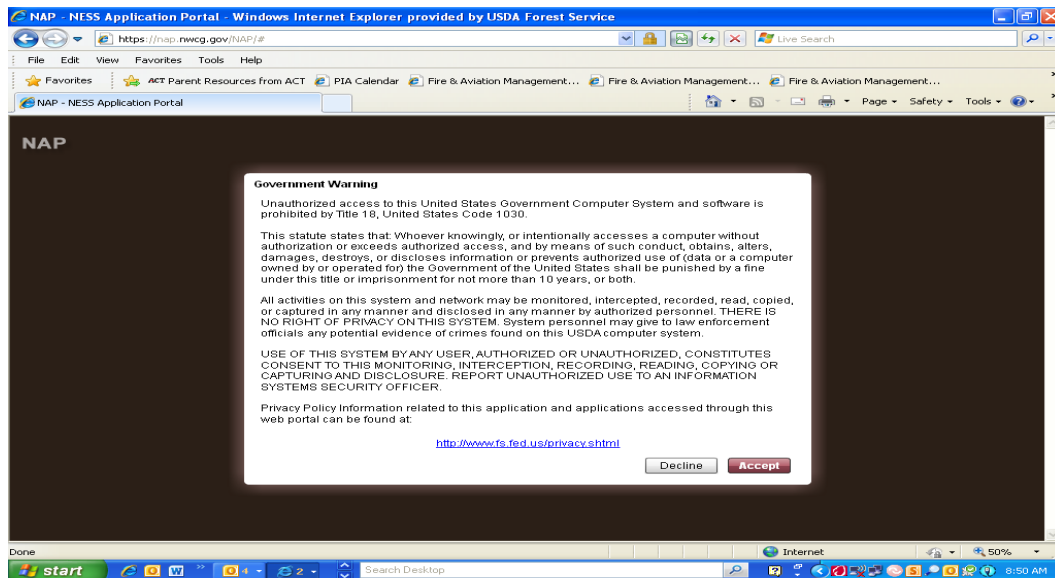 NAP - NESS Application Portal - Windows Internet Explorer provided by USDA Forest Service
https://nap.nwcg.gov/NAP/#
Live Search
File Edit View Favorites Tools Help
Favorites ACT Parent Resources from ACT PIA Calendar Fire & Aviation Management... Fire & Aviation Management... Fire & Aviation Management...
NAP - NESS Application Portal
Page Safety Tools
NAP
Government Warning
Unauthorized access to this United States Government Computer System and software is
prohibited by Title 18, United States Code 1030.
This statute states that: Whoever knowingly, or intentionally accesses a computer without
authorization or exceeds authorized access, and by means of such conduct, obtains, alters,
damages, destroys, or discloses information or prevents authorized use of (data or a computer
owned by or operated for) the Government of the United States shall be punished by a fine
under this title or imprisonment for not more than 10 years, or both.
All activities on this system and network may be monitored, intercepted, recorded, read, copied,
or captured in any manner and disclosed in any manner by authorized personnel. THERE IS
NO RIGHT OF PRIVACY ON THIS SYSTEM. System personnel may give to law enforcement
officials any potential evidence of crimes found on this USDA computer system.
USE OF THIS SYSTEM BY ANY USER, AUTHORIZED OR UNAUTHORIZED, CONSTITUTES
CONSENT TO THIS MONITORING, INTERCEPTION, RECORDING, READING, COPYING OR
CAPTURING AND DISCLOSURE. REPORT UNAUTHORIZED USE TO AN INFORMATION
SYSTEMS SECURITY OFFICER.
Privacy Policy Information related to this application and applications accessed through this
web portal can be found at:
http://www.fs.fed.us/privacy.shtml
Decline Accept
Done Internet 50%
start 4 2 Search Desktop 8:50 AM